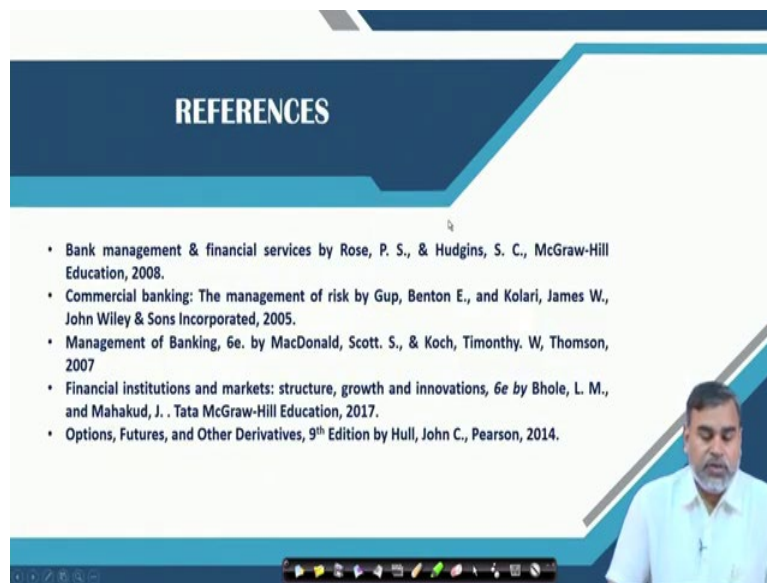 REFERENCES
• Bank management & financial services by Rose, P. S., & Hudgins, S. C., McGraw-Hill
Education, 2008.
• Commercial banking: The management of risk by Gup, Benton E., and Kolari, James W.,
John Wiley & Sons Incorporated, 2005.
• Management of Banking, 6e. by MacDonald, Scott. S., & Koch, Timonthy. W, Thomson,
2007
• Financial institutions and markets: structure, growth and innovations, 6e by Bhole, L. M.,
and Mahakud, J. . Tata McGraw-Hill Education, 2017.
• Options, Futures, and Other Derivatives, 9th Edition by Hull, John C., Pearson, 2014.